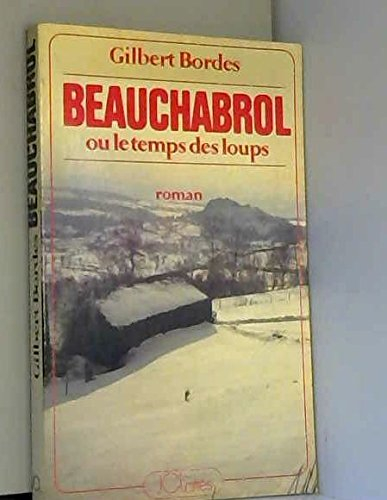 Gilbert Bordes
BEAUCHABROL
ou le temps des loups
roman
Gilbert Bordes BEAUCHABROL